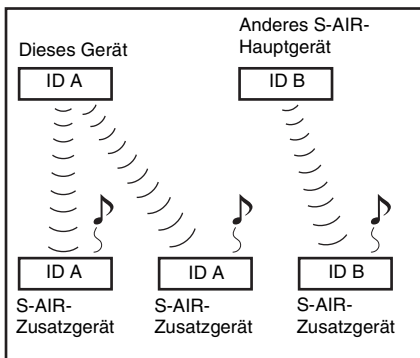 Dieses Gerät
Anderes S-AIR-
Hauptgerät
ID A
ID B
ID A
ID A
ID B
S-AIR-
Zusatzgerät
S-AIR-
Zusatzgerät
S-AIR-
Zusatzgerät